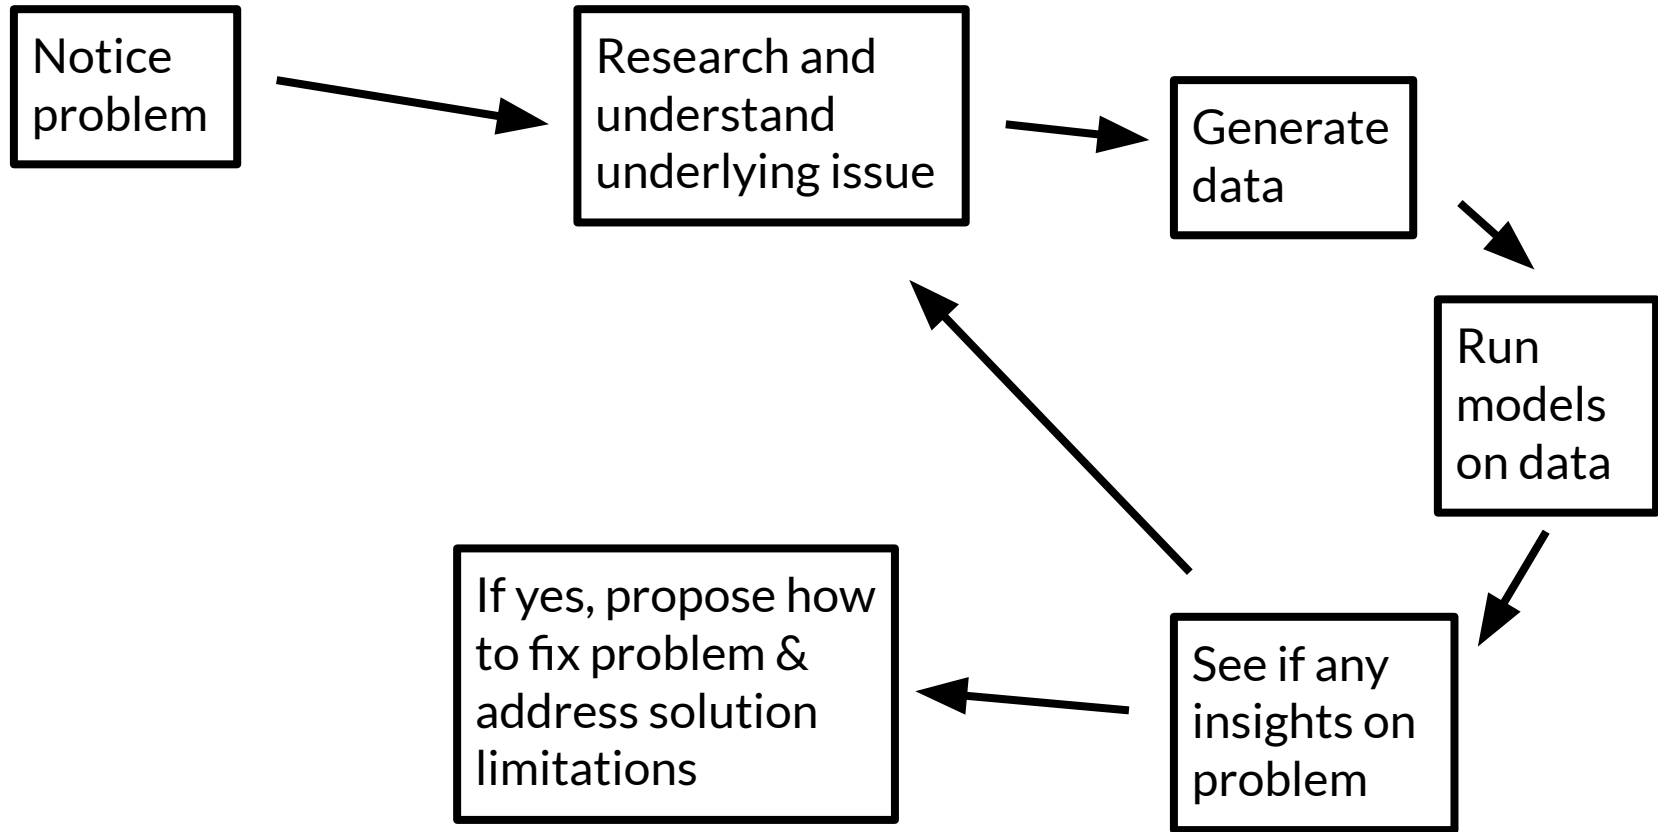 Notice
problem
Research and
understand
underlying issue
Generate
data
Run
models
on data
See if any
insights on
problem
If yes, propose how
to fix problem &
address solution
limitations